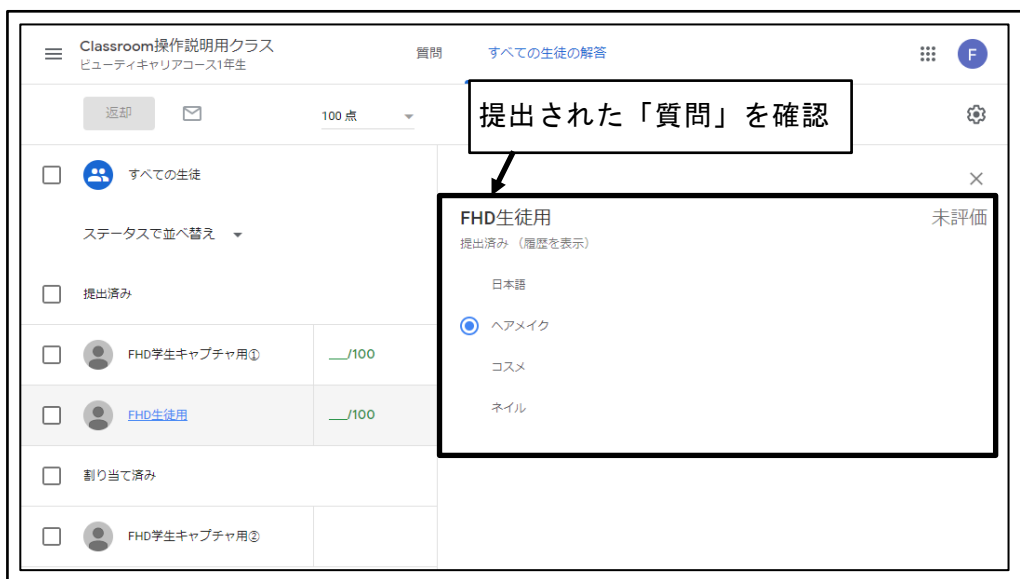 Classroom操作説明用クラス
ビューティキャリアコース1年生
質問
すべての生徒の解答
F
返却
100 点
提出された「質問」を確認
すべての生徒
ステータスで並べ替え
提出済み
FHD学生キャプチャ用①
__/100
FHD生徒用
__/100
割り当て済み
FHD学生キャプチャ用②
FHD生徒用
未評価
提出済み （履歴を表示）
日本語
ヘアメイク
コスメ
ネイル